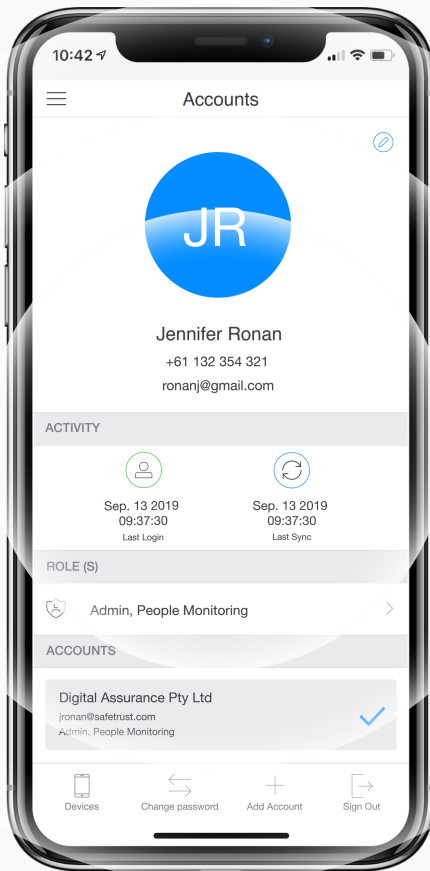 10:42
Accounts
JR
Jennifer Ronan
+61 132 354 321
ronanj@gmail.com
ACTIVITY
Sep. 13 2019
09:37:30
Last Login
Sep. 13 2019
09:37:30
Last Sync
ROLE (S)
Admin, People Monitoring
ACCOUNTS
Digital Assurance Pty Ltd
jronan@safetrust.com
Admin, People Monitoring
Devices
Change password
Add Account
Sign Out